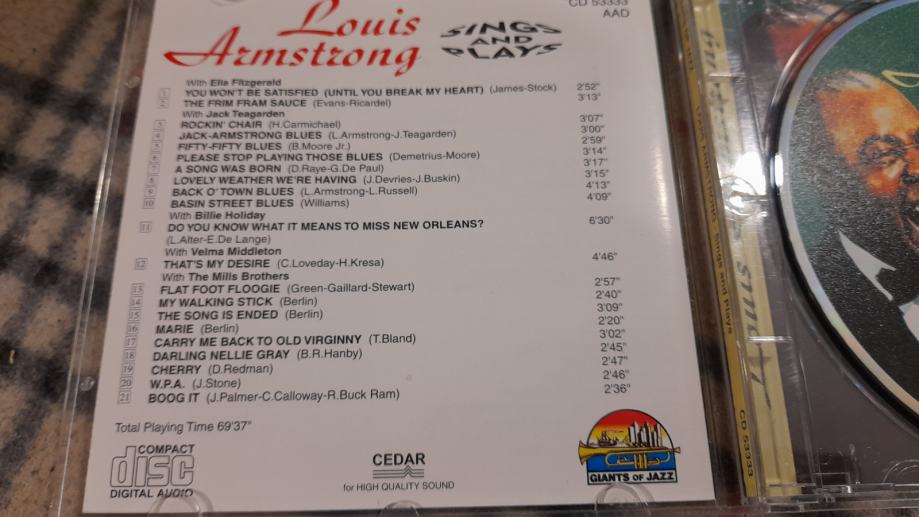 CD 53333
AAD
Louis
Armstrong
SINGS
AND
PLAYS
With Ella Fitzgerald
1 YOU WON'T BE SATISFIED (UNTIL YOU BREAK MY HEART) (James-Stock) 2'52"
2 THE FRIM FRAM SAUCE (Evans-Ricardel) 3'13"
With Jack Teagarden
3 ROCKIN' CHAIR (H.Carmichael) 3'07"
4 JACK-ARMSTRONG BLUES (L.Armstrong-J.Teagarden) 3'00"
5 FIFTY-FIFTY BLUES (B.Moore Jr.) 2'59"
6 PLEASE STOP PLAYING THOSE BLUES (Demetrius-Moore) 3'14"
7 A SONG WAS BORN (D.Raye-G.De Paul) 3'17"
8 LOVELY WEATHER WE'RE HAVING (J.Devries-J.Buskin) 3'15"
9 BACK O' TOWN BLUES (L.Armstrong-L.Russell) 4'13"
10 BASIN STREET BLUES (Williams) 4'09"
With Billie Holiday
11 DO YOU KNOW WHAT IT MEANS TO MISS NEW ORLEANS? 6'30"
(L.Alter-E.De Lange)
With Velma Middleton
12 THAT'S MY DESIRE (C.Loveday-H.Kresa) 4'46"
With The Mills Brothers
13 FLAT FOOT FLOOGIE (Green-Gaillard-Stewart) 2'57"
14 MY WALKING STICK (Berlin) 2'40"
15 THE SONG IS ENDED (Berlin) 3'09"
16 MARIE (Berlin) 2'20"
17 CARRY ME BACK TO OLD VIRGINNY (T.Bland) 3'02"
18 DARLING NELLIE GRAY (B.R.Hanby) 2'45"
19 CHERRY (D.Redman) 2'47"
20 W.P.A. (J.Stone) 2'46"
21 BOOG IT (J.Palmer-C.Calloway-R.Buck Ram) 2'36"
Total Playing Time 69'37"
COMPACT
disc
DIGITAL AUDIO
CEDAR
for HIGH QUALITY SOUND
GIANTS OF JAZZ
Sings and Plays
CD 53333